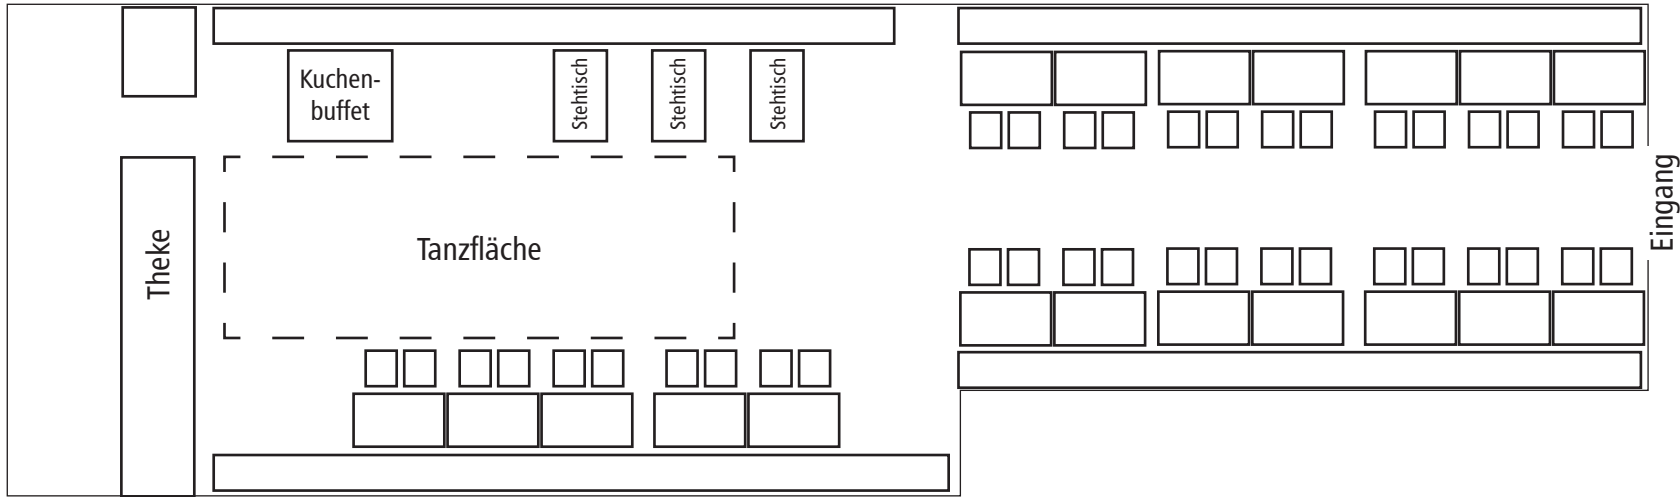 Kuchen-
buffet
Stehtisch
Stehtisch
Stehtisch
Eingang
Tanzfläche
Theke